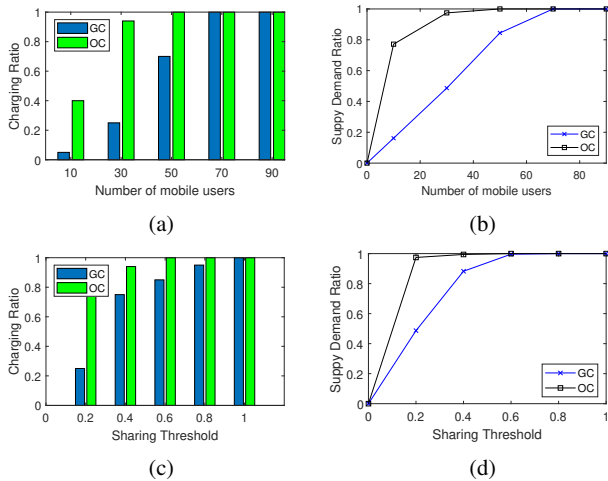 1
0.8
0.6
0.4
0.2
0
Charging Ratio
GC
OC
10 30 50 70 90
Number of mobile users
(a)
1
0.8
0.6
0.4
0.2
0
Suppy Demand Ratio
GC
OC
0 20 40 60 80
Number of mobile users
(b)
1
0.8
0.6
0.4
0.2
0
Charging Ratio
GC
OC
0 0.2 0.4 0.6 0.8 1
Sharing Threshold
(c)
1
0.8
0.6
0.4
0.2
0
Suppy Demand Ratio
GC
OC
0 0.2 0.4 0.6 0.8 1
Sharing Threshold
(d)